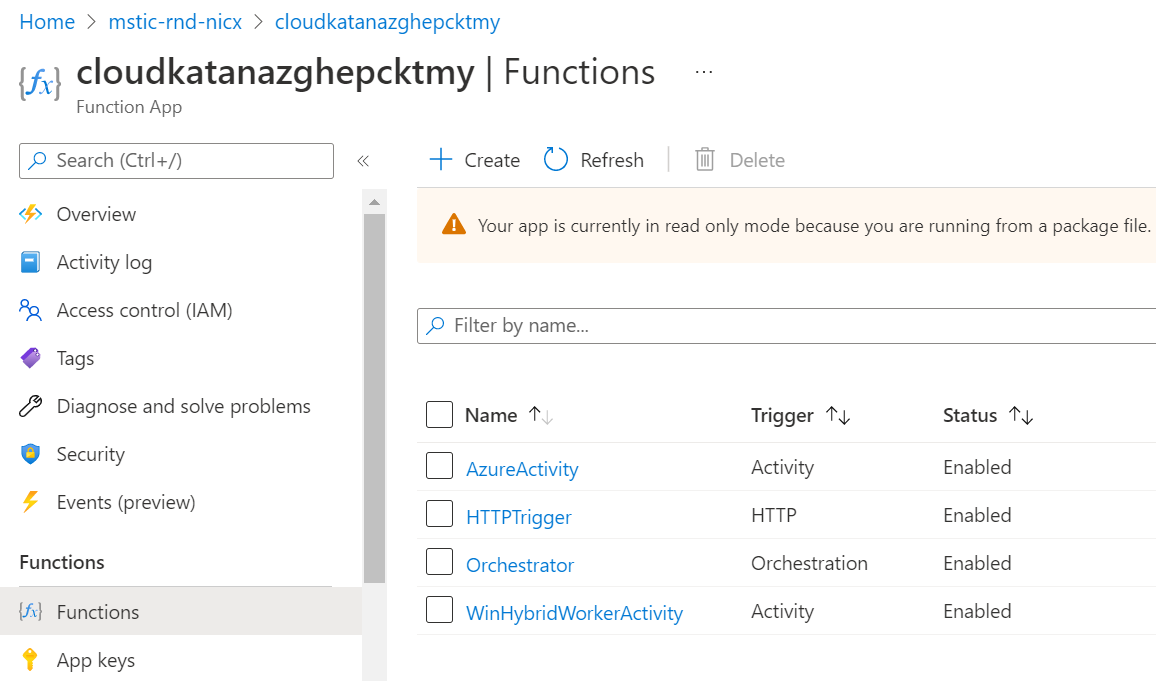 Home > mstic-rnd-nicx > cloudkatanazghepcktmy
{fx} cloudkatanazghepcktmy | Functions ...
Function App
Search (Ctrl+/) «
Create Refresh | Delete
Overview
Your app is currently in read only mode because you are running from a package file.
Activity log
Access control (IAM)
Filter by name...
Tags
Diagnose and solve problems
Name ↑↓ Trigger ↑↓ Status ↑↓
Security
AzureActivity Activity Enabled
Events (preview)
HTTPTrigger HTTP Enabled
Functions
Orchestrator Orchestration Enabled
{fx} Functions
WinHybridWorkerActivity Activity Enabled
App keys